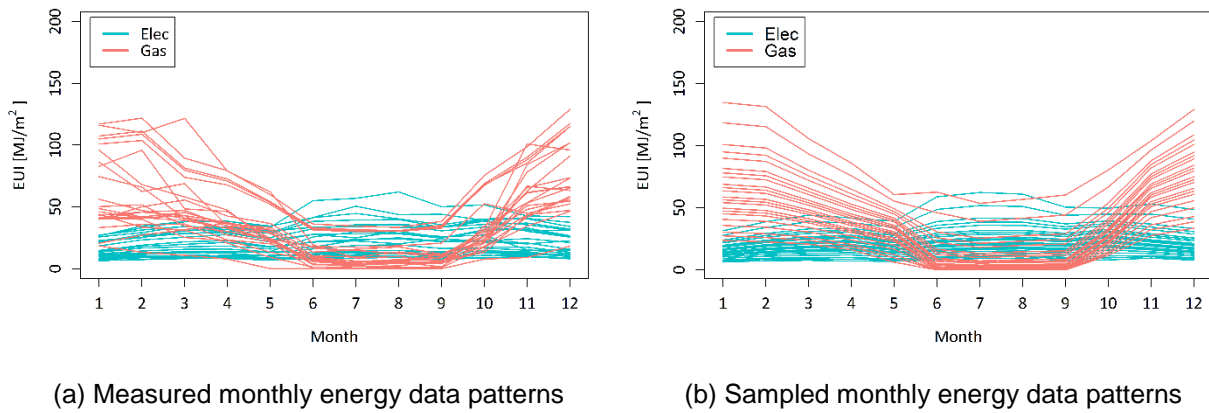 200
150
100
50
0
EUI [MJ/m² ]
Elec
Gas
1 2 3 4 5 6 7 8 9 10 11 12
Month
(a) Measured monthly energy data patterns
200
150
100
50
0
EUI [MJ/m² ]
Elec
Gas
1 2 3 4 5 6 7 8 9 10 11 12
Month
(b) Sampled monthly energy data patterns